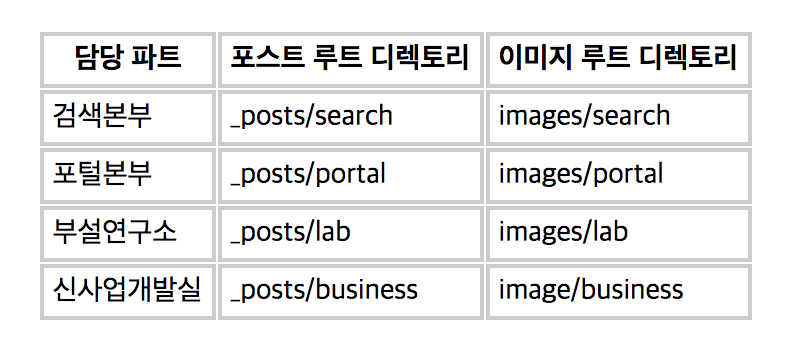 담당 파트 포스트 루트 디렉토리 이미지 루트 디렉토리
검색본부 _posts/search images/search
포털본부 _posts/portal images/portal
부설연구소 _posts/lab images/lab
신사업개발실 _posts/business image/business